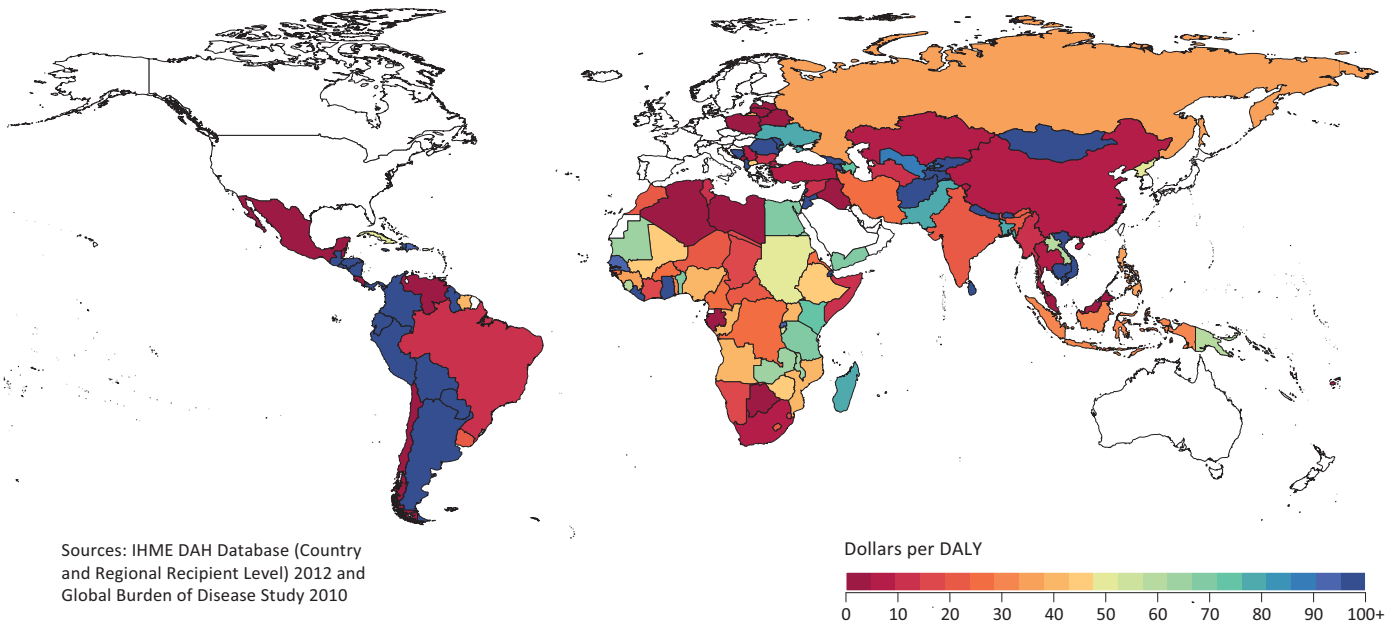 Sources: IHME DAH Database (Country
and Regional Recipient Level) 2012 and
Global Burden of Disease Study 2010
Dollars per DALY
0 10 20 30 40 50 60 70 80 90 100+